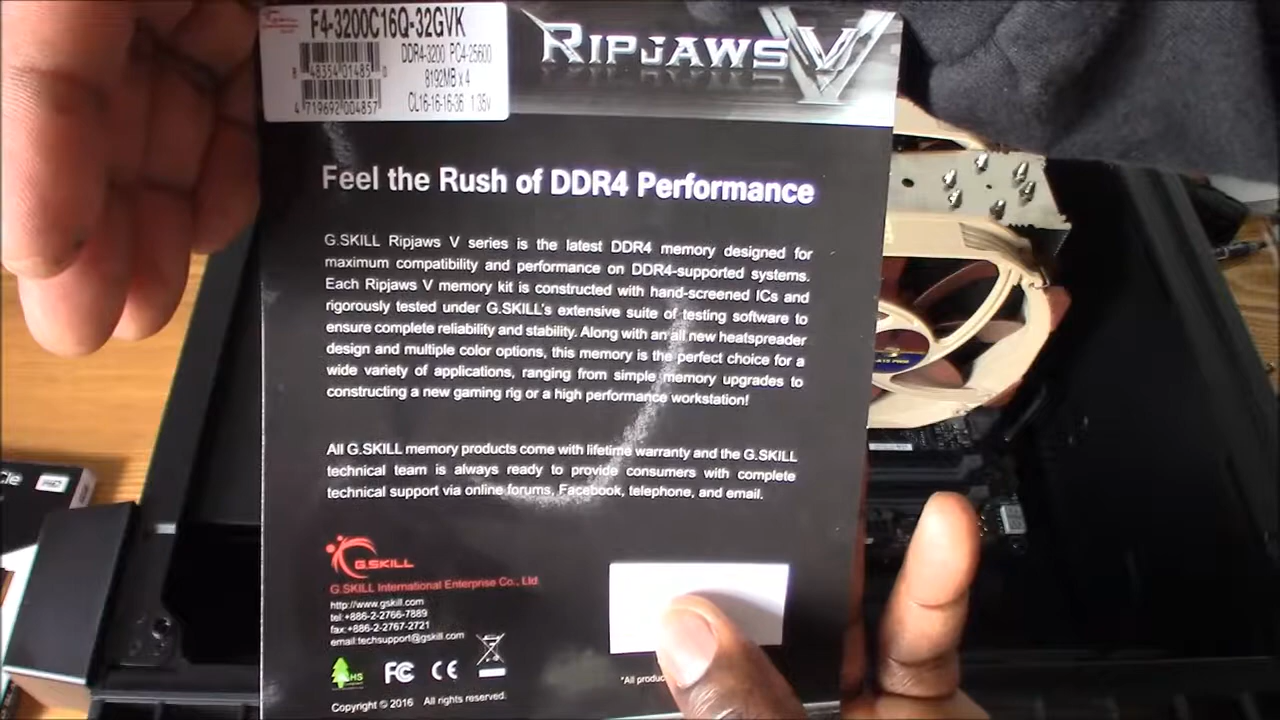 G.SKILL
F4-3200C16Q-32GVK
DDR4-3200 PC4-25600
8 48354 01485 0
8192MB x 4
4 719692 004857
CL16-16-16-36 1.35v
RIPJAWS V
Feel the Rush of DDR4 Performance
G.SKILL Ripjaws V series is the latest DDR4 memory designed for
maximum compatibility and performance on DDR4-supported systems.
Each Ripjaws V memory kit is constructed with hand-screened ICs and
rigorously tested under G.SKILL's extensive suite of testing software to
ensure complete reliability and stability. Along with an all new heatspreader
design and multiple color options, this memory is the perfect choice for a
wide variety of applications, ranging from simple memory upgrades to
constructing a new gaming rig or a high performance workstation!
All G.SKILL memory products come with lifetime warranty and the G.SKILL
technical team is always ready to provide consumers with complete
technical support via online forums, Facebook, telephone, and email.
G.SKILL
G.SKILL International Enterprise Co., Ltd.
http://www.gskill.com
tel:+886-2-2766-7889
fax:+886-2-2767-2721
email:techsupport@gskill.com
FC CE
*All
Copyright © 2016 All rights reserved.